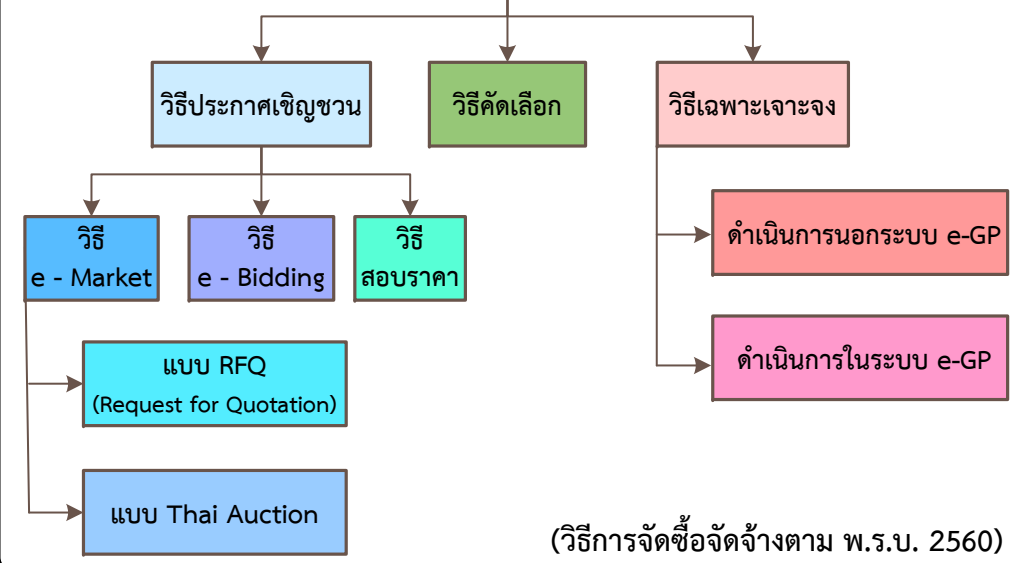 วิธีประกาศเชิญชวน
วิธีคัดเลือก
วิธีเฉพาะเจาะจง
วิธี
e - Market
วิธี
e - Bidding
วิธี
สอบราคา
ดำเนินการนอกระบบ e-GP
แบบ RFQ
(Request for Quotation)
ดำเนินการในระบบ e-GP
แบบ Thai Auction
(วิธีการจัดซื้อจัดจ้างตาม พ.ร.บ. 2560)